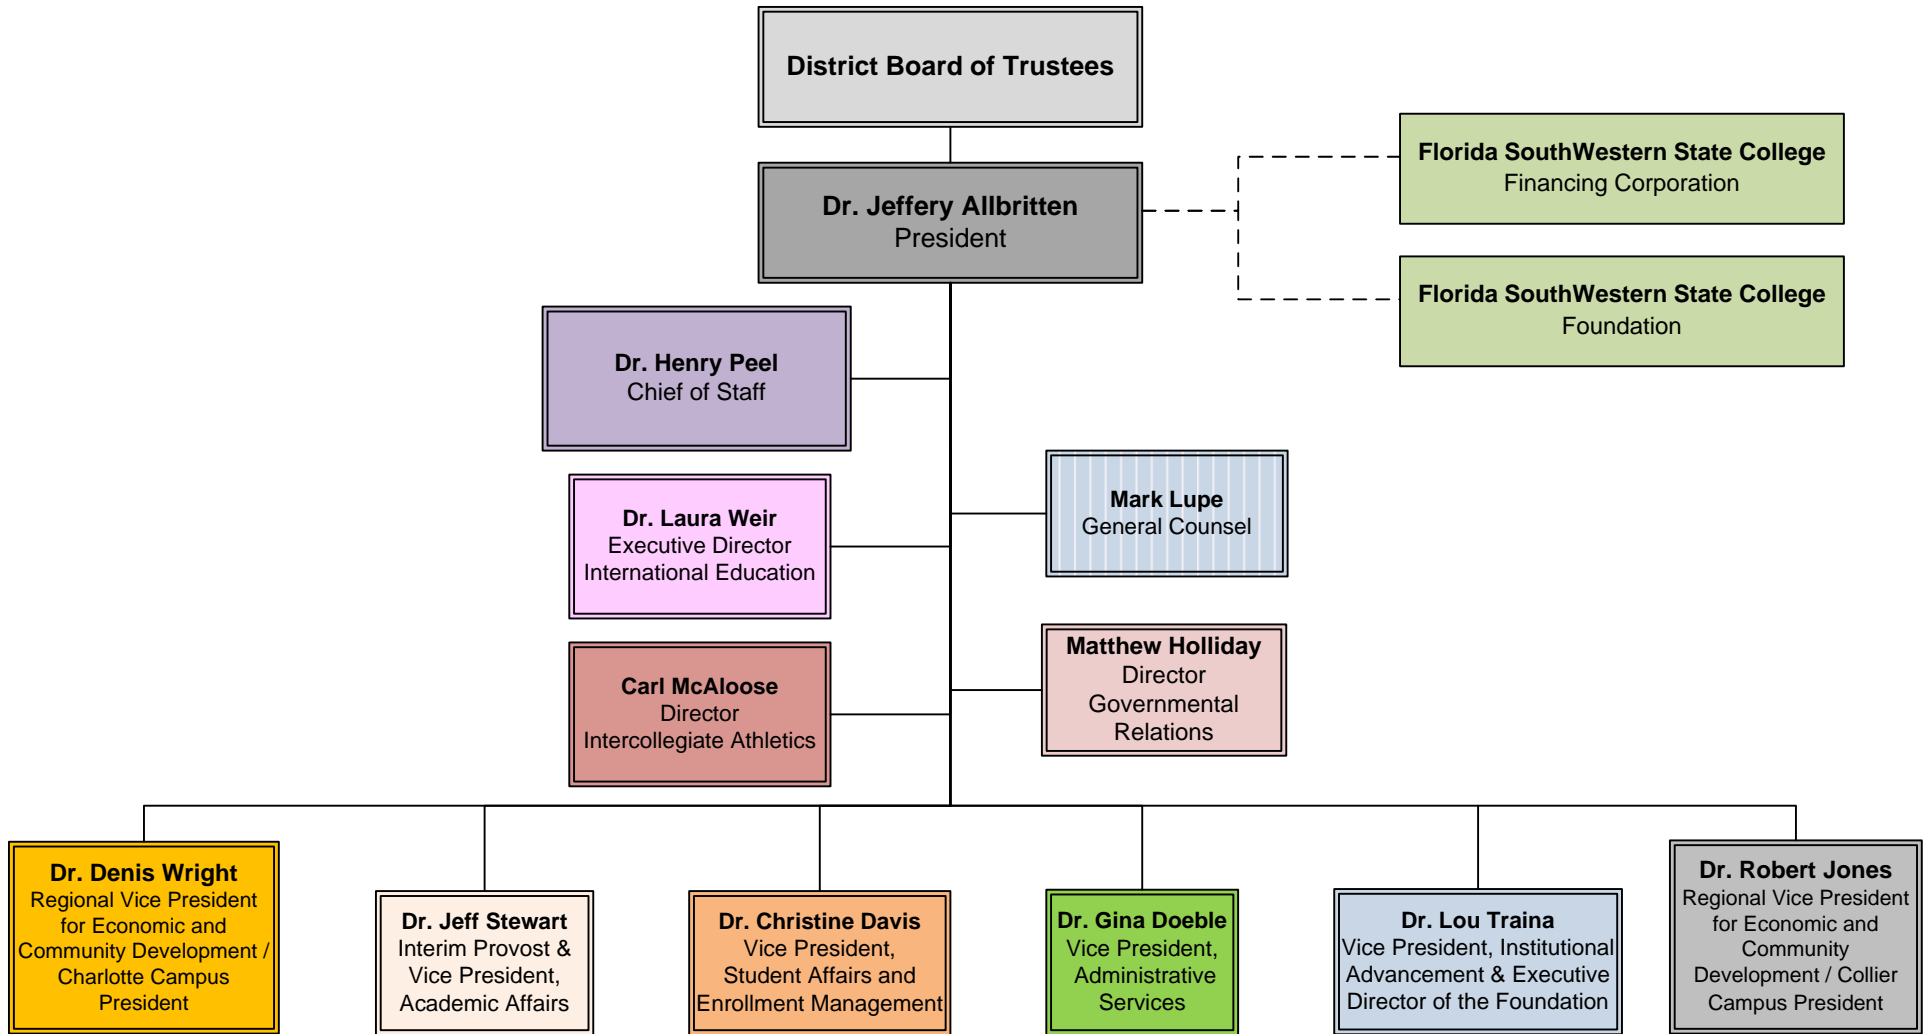 District Board of Trustees
Dr. Jeffery Allbritten
President
Florida SouthWestern State College
Financing Corporation
Florida SouthWestern State College
Foundation
Dr. Henry Peel
Chief of Staff
Dr. Laura Weir
Executive Director
International Education
Mark Lupe
General Counsel
Carl McAloose
Director
Intercollegiate Athletics
Matthew Holliday
Director
Governmental
Relations
Dr. Denis Wright
Regional Vice President
for Economic and
Community Development /
Charlotte Campus
President
Dr. Jeff Stewart
Interim Provost &
Vice President,
Academic Affairs
Dr. Christine Davis
Vice President,
Student Affairs and
Enrollment Management
Dr. Gina Doeble
Vice President,
Administrative
Services
Dr. Lou Traina
Vice President, Institutional
Advancement & Executive
Director of the Foundation
Dr. Robert Jones
Regional Vice President
for Economic and
Community
Development / Collier
Campus President